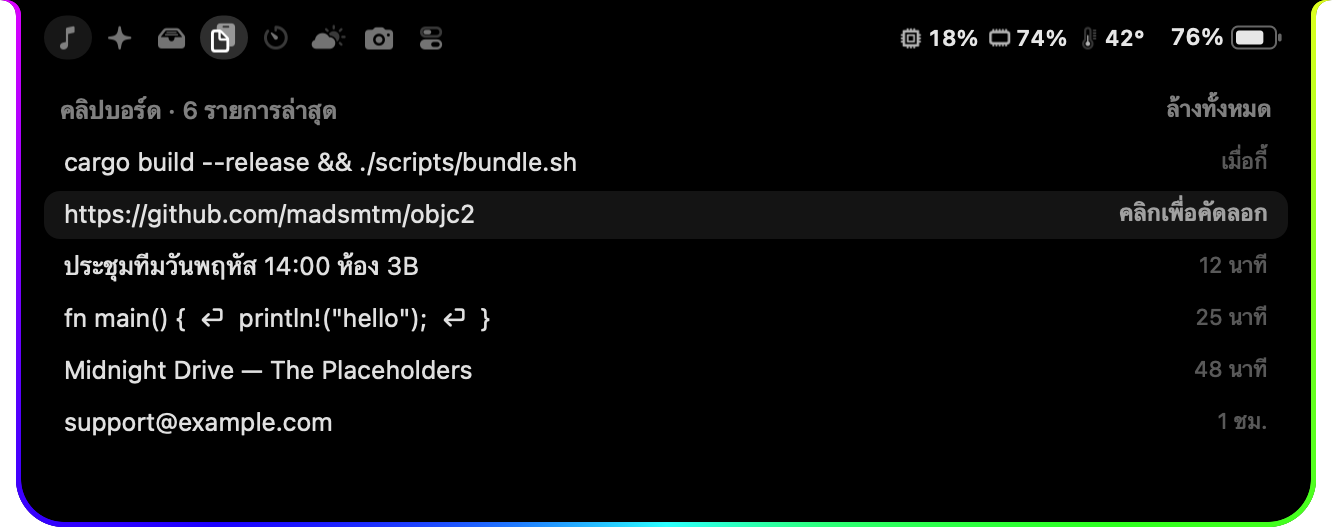 18% 74% 42° 76%
คลิปบอร์ด · 6 รายการล่าสุด ล้างทั้งหมด
cargo build --release && ./scripts/bundle.sh เมื่อกี้
https://github.com/madsmtm/objc2 คลิกเพื่อคัดลอก
ประชุมทีมวันพฤหัส 14:00 ห้อง 3B 12 นาที
fn main() { ⏎ println!("hello"); ⏎ } 25 นาที
Midnight Drive — The Placeholders 48 นาที
support@example.com 1 ชม.